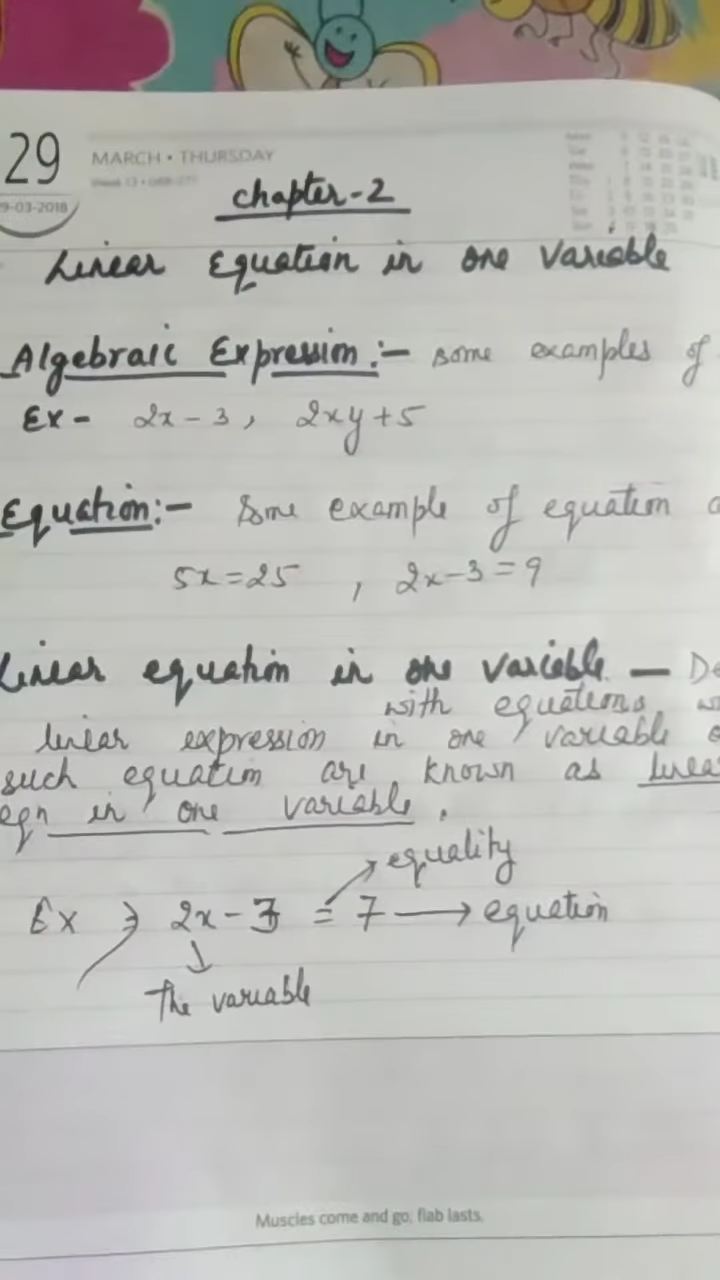 29
MARCH • THURSDAY
9-03-2018
chapter-2
Linear Equation in one variable
Algebraic Expression:- some examples of
Ex - 2x-3, 2xy+5
Equation:- Some example of equation
5x=25 , 2x-3=9
Linear equation in one variable -
with equations
linear expression in one variable
such equation are known as linea
eqn in one variable.
equality
Ex → 2x-3 = 7 → equation
The variable
Muscles come and go; flab lasts.